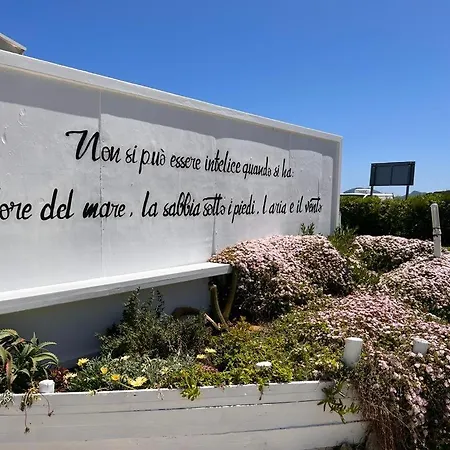 Non si può essere infelice quando si ha:
ore del mare, la sabbia sotto i piedi, l'aria e il vento